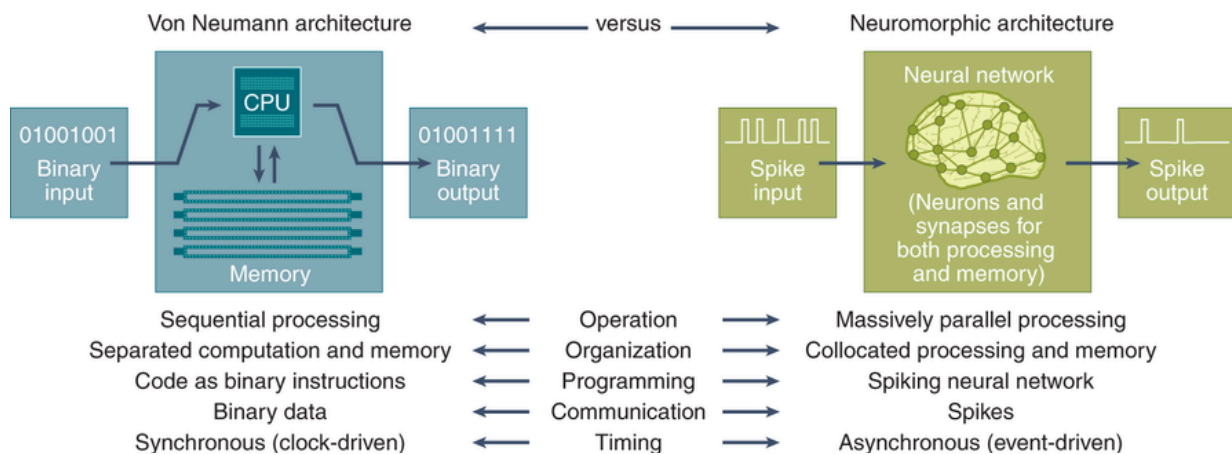 Von Neumann architecture versus Neuromorphic architecture
CPU
01001001
Binary
input
01001111
Binary
output
Memory
Neural network
Spike
input
Spike
output
(Neurons and
synapses for
both processing
and memory)
Sequential processing Operation Massively parallel processing
Separated computation and memory Organization Collocated processing and memory
Code as binary instructions Programming Spiking neural network
Binary data Communication Spikes
Synchronous (clock-driven) Timing Asynchronous (event-driven)